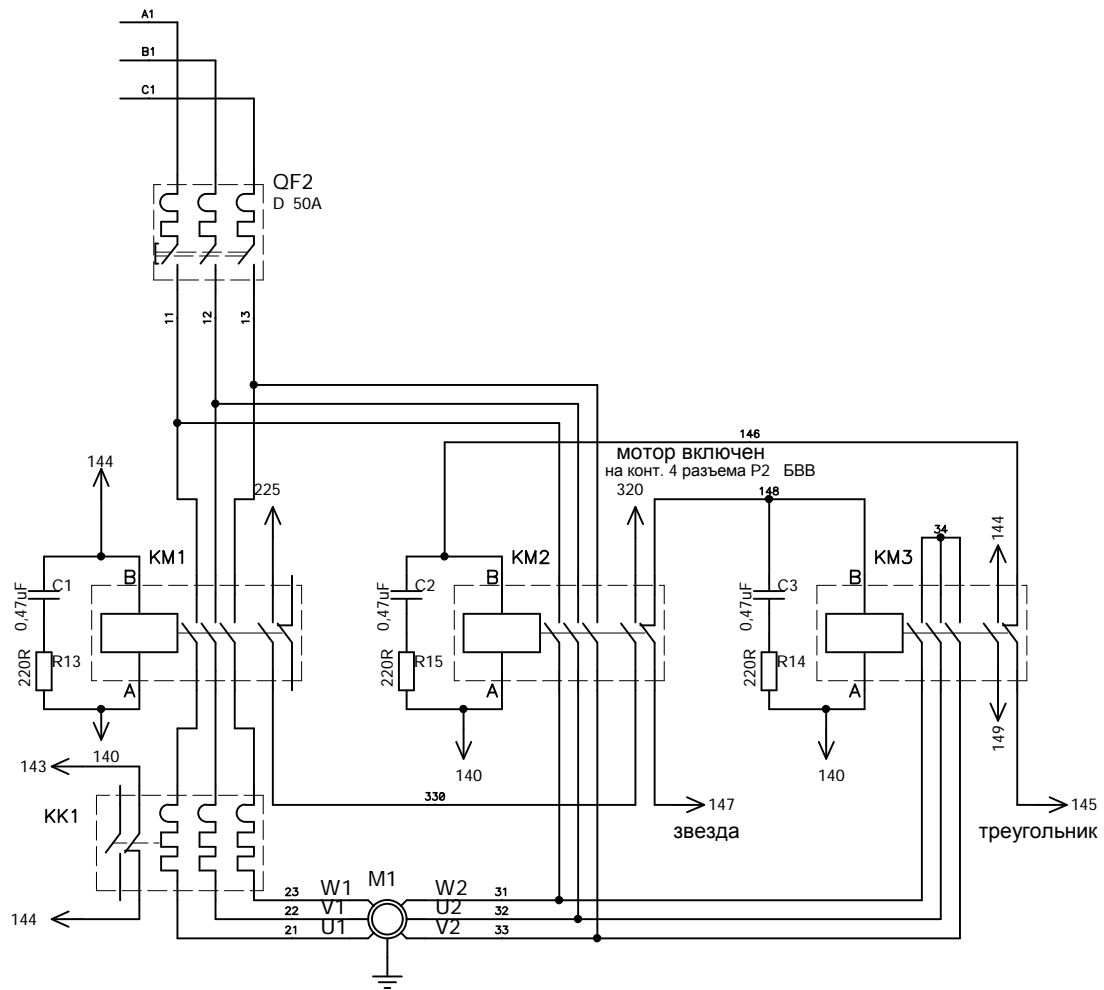 A1
B1
C1
QF2
D 50A
11
12
13
146
мотор включен
на конт. 4 разъема P2 БВВ
144
225
320
148
34
144
KM1
KM2
KM3
B
B
B
C1
0,47uF
C2
0,47uF
C3
0,47uF
R13
220R
R15
220R
R14
220R
A
A
A
140
140
140
149
143
330
147
звезда
145
треугольник
KK1
144
M1
23
W1
W2
31
22
V1
U2
32
21
U1
V2
33